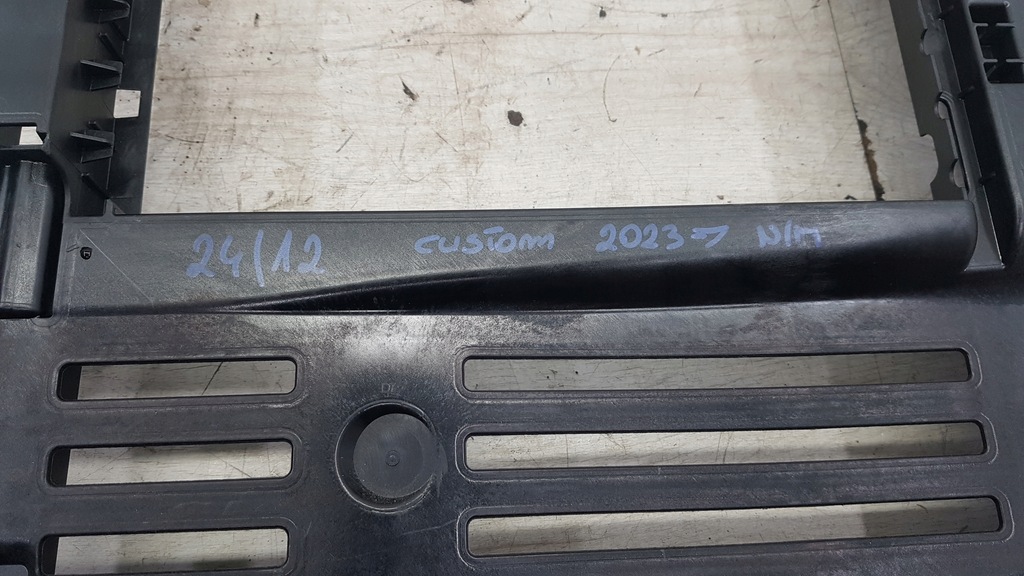 24/12 custom 2023 → N/M